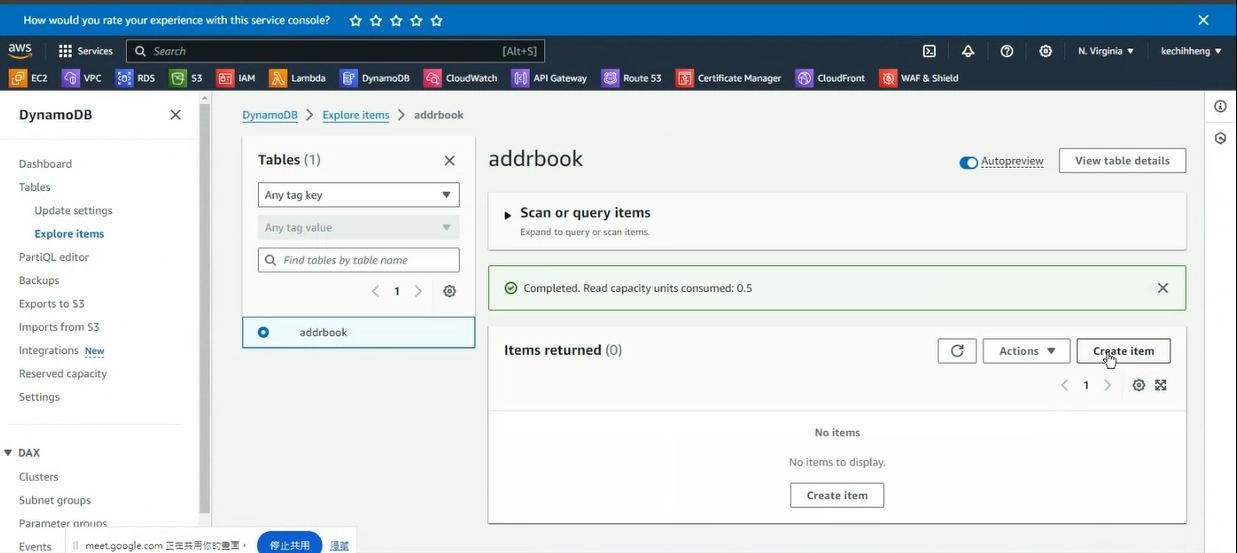 How would you rate your experience with this service console?
aws Services Search [Alt+S] N. Virginia kechihheng
EC2 VPC RDS S3 IAM Lambda DynamoDB CloudWatch API Gateway Route 53 Certificate Manager CloudFront WAF & Shield
DynamoDB
Dashboard
Tables
Update settings
Explore items
PartiQL editor
Backups
Exports to S3
Imports from S3
Integrations New
Reserved capacity
Settings
DAX
Clusters
Subnet groups
Parameter groups
Events
DynamoDB > Explore items > addrbook
Tables (1)
Any tag key
Any tag value
Find tables by table name
1
addrbook
addrbook
Autopreview
View table details
Scan or query items
Expand to query or scan items.
Completed. Read capacity units consumed: 0.5
Items returned (0)
Actions
Create item
1
No items
No items to display.
Create item
meet.google.com 正在共用你的畫面。
停止共用
隱藏